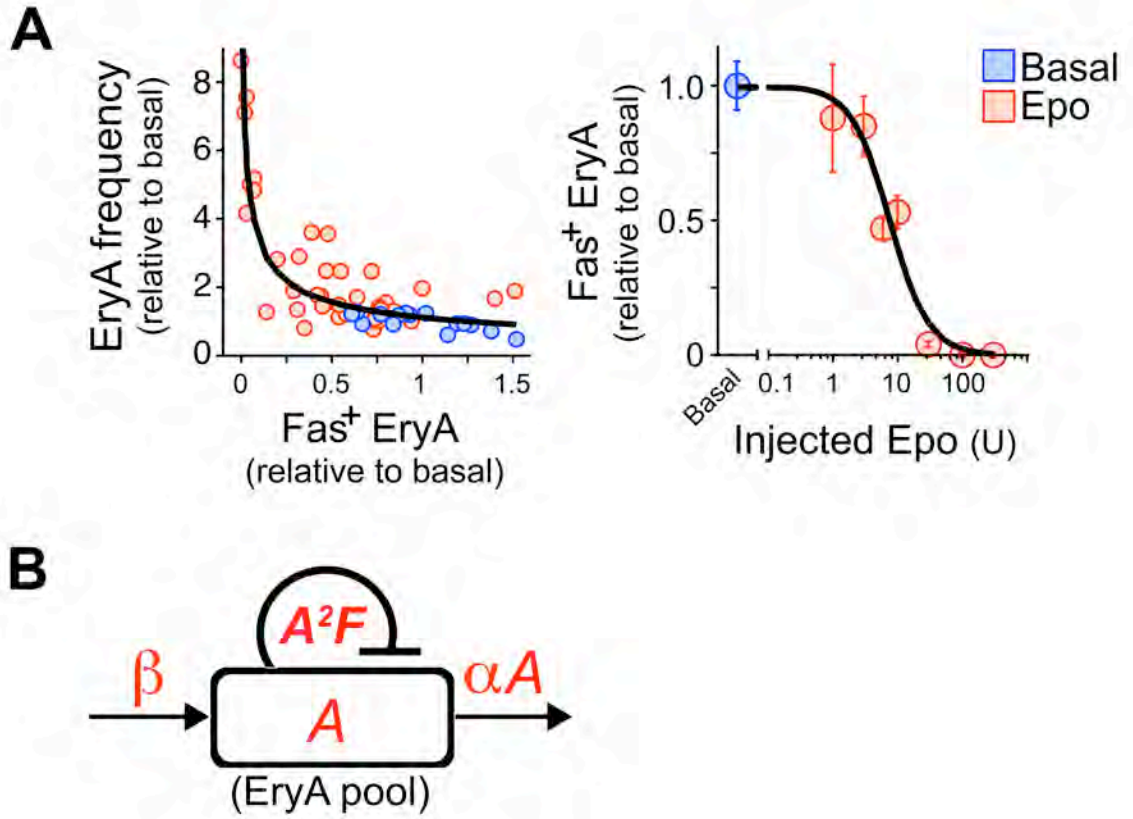 A
EryA frequency
(relative to basal)
8
6
4
2
0
0
0.5
1
1.5
Fas⁺ EryA
(relative to basal)
Fas⁺ EryA
(relative to basal)
1.0
0.5
0
Basal
0.1
1
10
100
Injected Epo (U)
Basal
Epo
B
β
A²F
αA
A
(EryA pool)